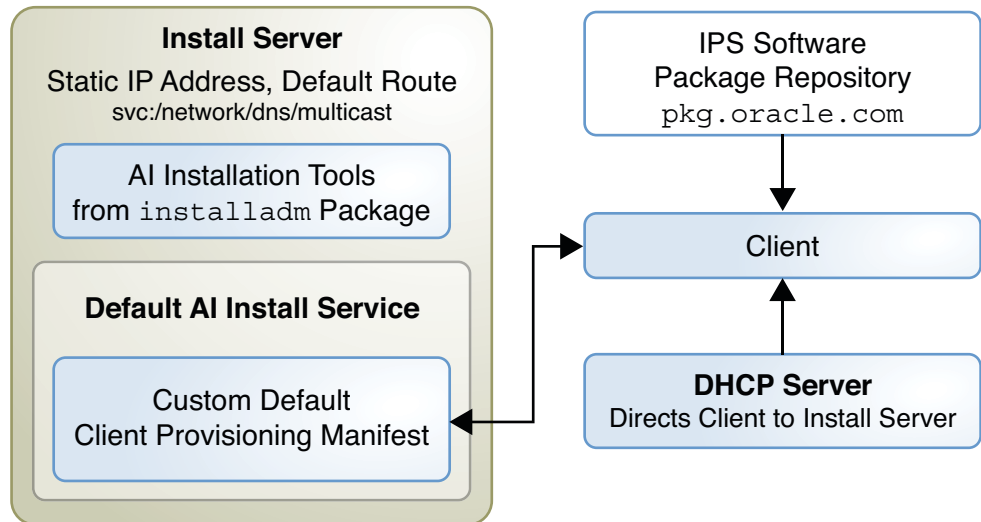 Install Server
Static IP Address, Default Route
svc:/network/dns/multicast
AI Installation Tools
from installadm Package
Default AI Install Service
Custom Default
Client Provisioning Manifest
IPS Software
Package Repository
pkg.oracle.com
Client
DHCP Server
Directs Client to Install Server